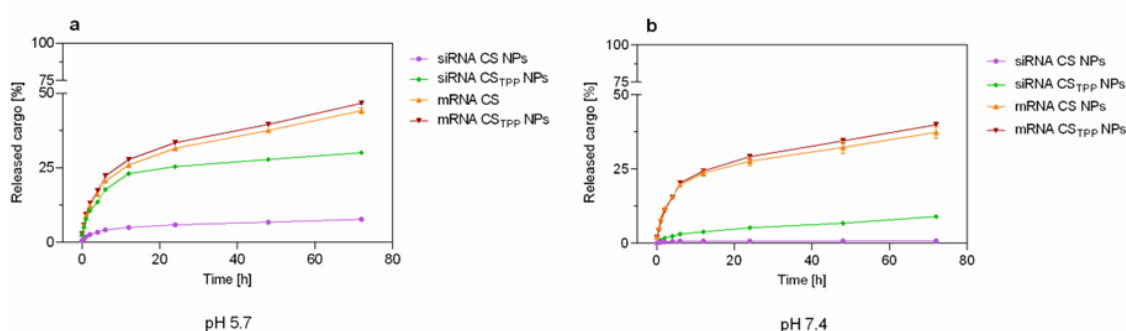 a
100
75
50
25
0
Released cargo [%]
0 20 40 60 80
Time [h]
siRNA CS NPs
siRNA CSTPP NPs
mRNA CS
mRNA CSTPP NPs
pH 5.7
b
100
75
50
25
0
Released cargo [%]
0 20 40 60 80
Time [h]
siRNA CS NPs
siRNA CSTPP NPs
mRNA CS NPs
mRNA CSTPP NPs
pH 7.4